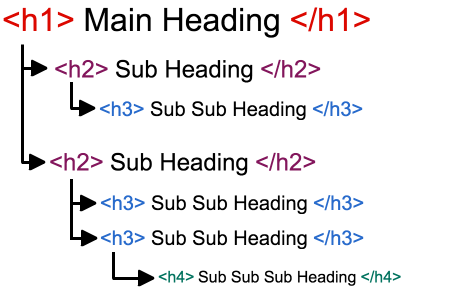 <h1> Main Heading </h1>
<h2> Sub Heading </h2>
<h3> Sub Sub Heading </h3>
<h2> Sub Heading </h2>
<h3> Sub Sub Heading </h3>
<h3> Sub Sub Heading </h3>
<h4> Sub Sub Sub Heading </h4>